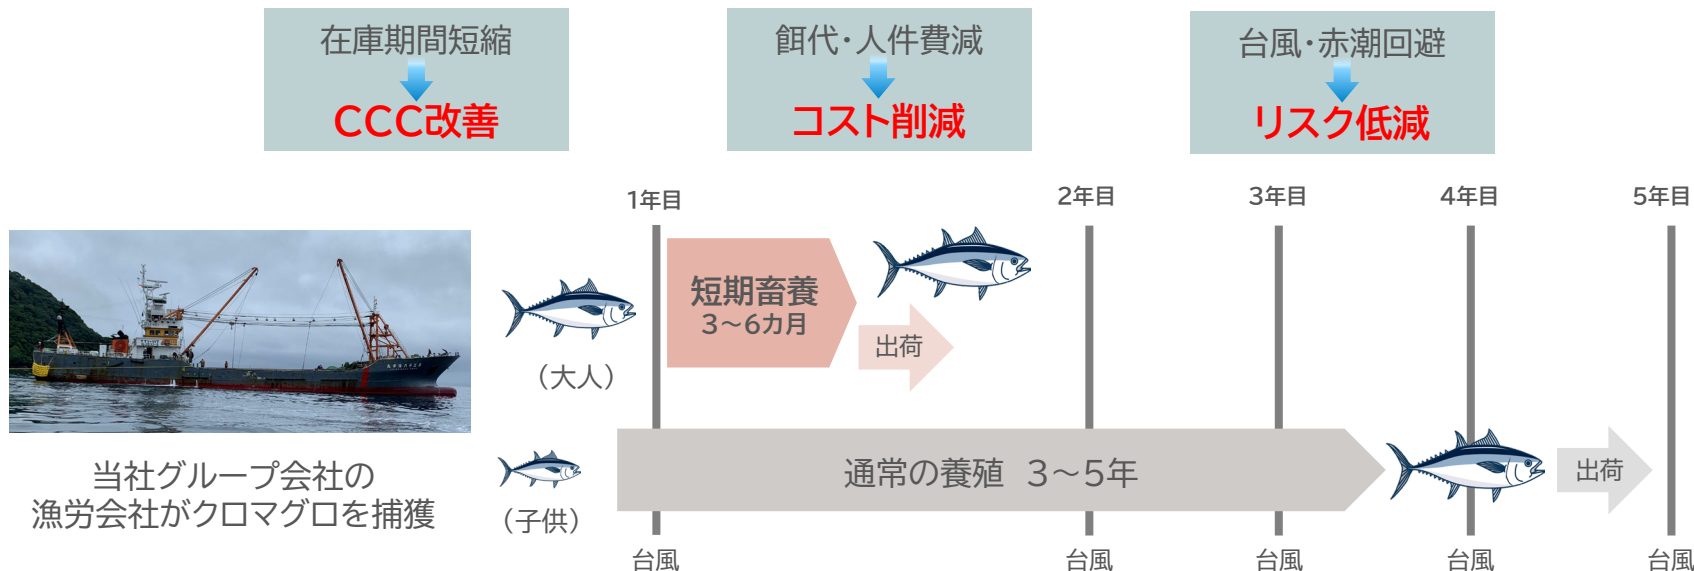 在庫期間短縮
CCC改善
餌代・人件費減
コスト削減
台風・赤潮回避
リスク低減
1年目
2年目
3年目
4年目
5年目
短期畜養
3～6カ月
出荷
（大人）
当社グループ会社の
漁労会社がクロマグロを捕獲
通常の養殖 3～5年
出荷
（子供）
台風
台風
台風
台風
台風